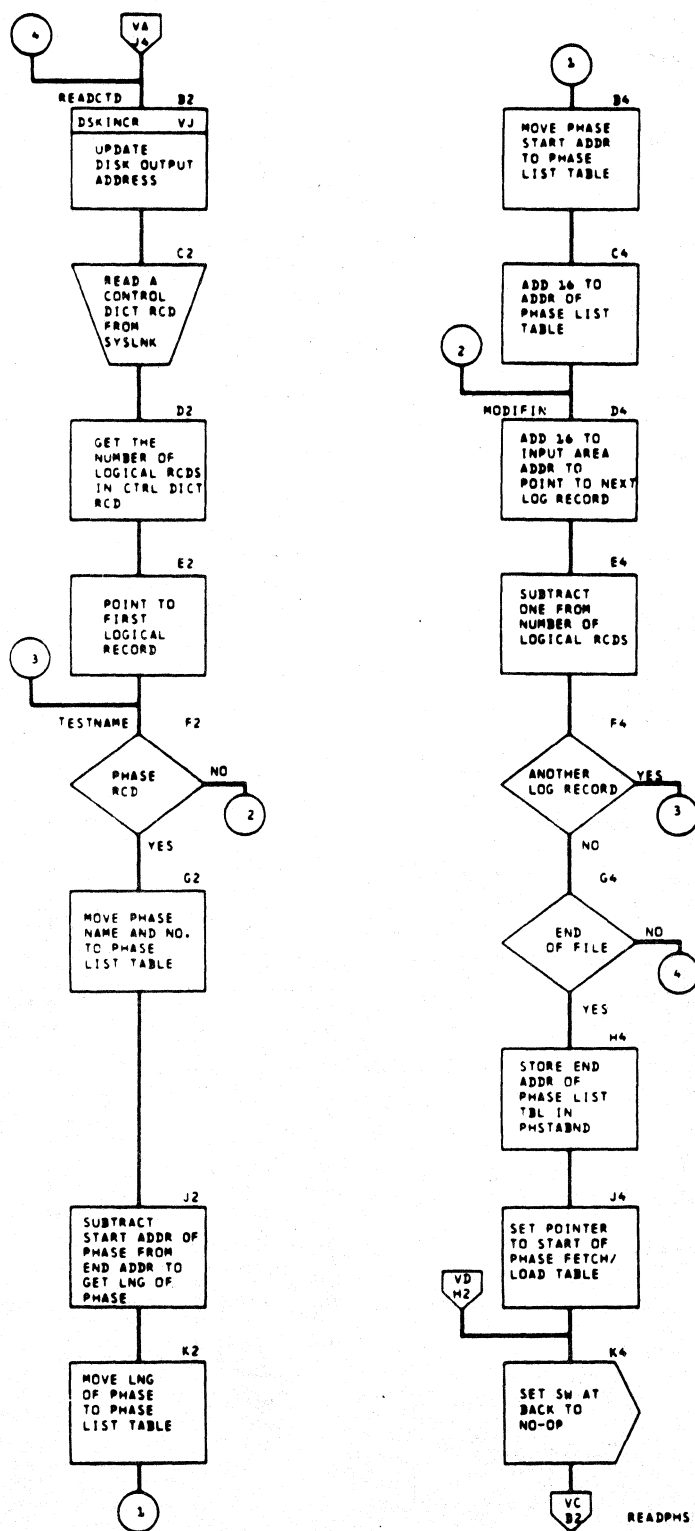 4
VA
J4
READCTD B2
DSKINCR VJ
UPDATE
DISK OUTPUT
ADDRESS
C2
READ A
CONTROL
DICT RCD
FROM
SYSLNK
D2
GET THE
NUMBER OF
LOGICAL RCDS
IN CTRL DICT
RCD
E2
POINT TO
FIRST
LOGICAL
RECORD
3
TESTNAME F2
PHASE
RCD
NO
2
YES
G2
MOVE PHASE
NAME AND NO.
TO PHASE
LIST TABLE
J2
SUBTRACT
START ADDR OF
PHASE FROM
END ADDR TO
GET LNG OF
PHASE
K2
MOVE LNG
OF PHASE
TO PHASE
LIST TABLE
1
1
B4
MOVE PHASE
START ADDR
TO PHASE
LIST TABLE
C4
ADD 16 TO
ADDR OF
PHASE LIST
TABLE
2
MODIFIN D4
ADD 16 TO
INPUT AREA
ADDR TO
POINT TO NEXT
LOG RECORD
E4
SUBTRACT
ONE FROM
NUMBER OF
LOGICAL RCDS
F4
ANOTHER
LOG RECORD
YES
3
NO
G4
END
OF FILE
NO
4
YES
H4
STORE END
ADDR OF
PHASE LIST
TBL IN
PHSTABND
J4
SET POINTER
TO START OF
PHASE FETCH/
LOAD TABLE
VD
H2
K4
SET SW AT
BACK TO
NO-OP
VC
B2
READPHS